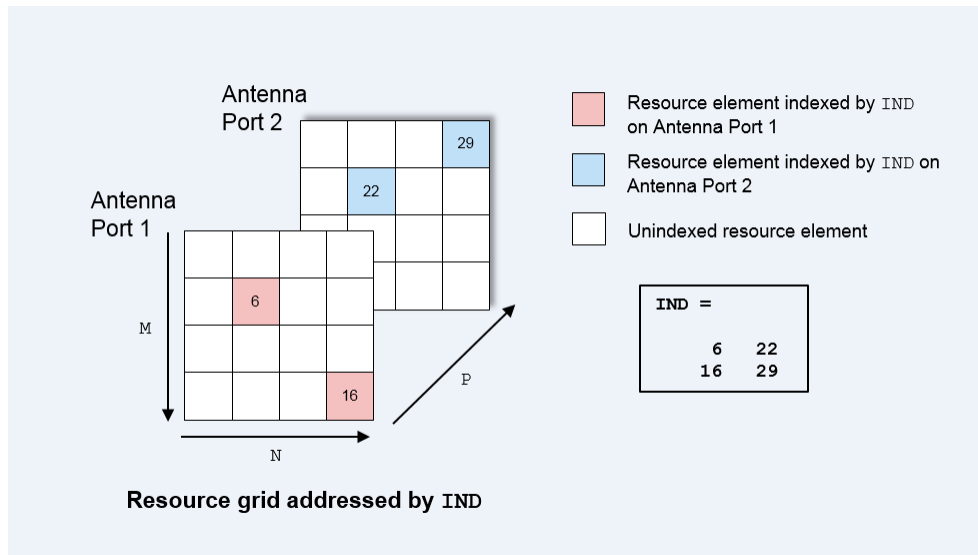 Antenna
Port 2
29
22
Antenna
Port 1
6
16
M
N
P
Resource element indexed by IND
on Antenna Port 1
Resource element indexed by IND on
Antenna Port 2
Unindexed resource element
IND =
6 22
16 29
Resource grid addressed by IND